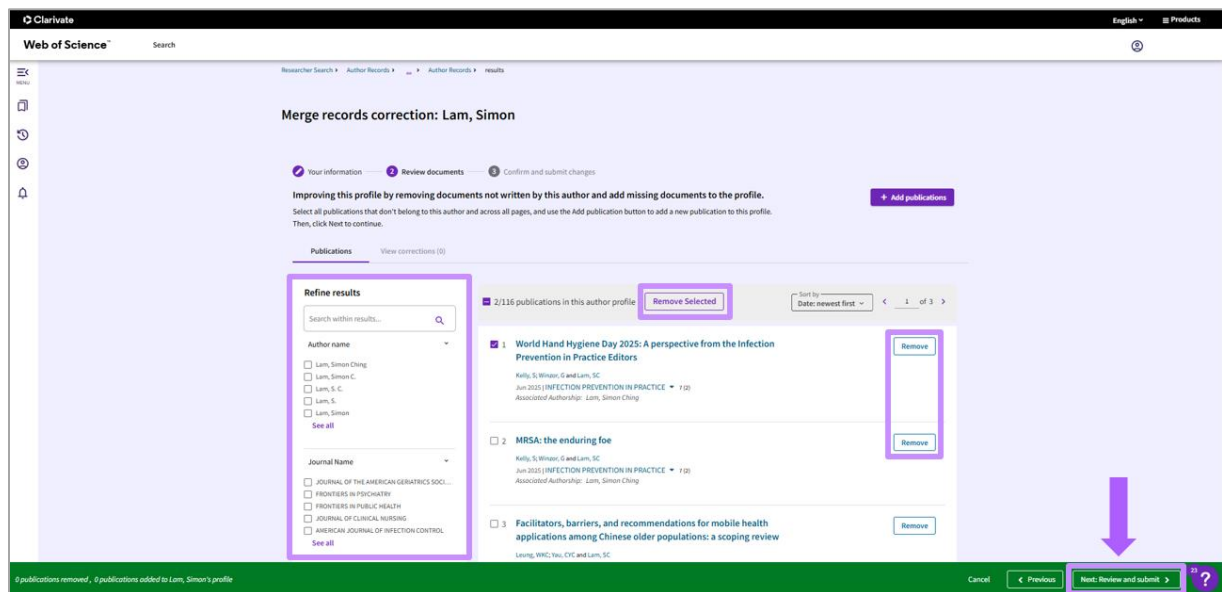 Clarivate
English
Products
Web of Science™
Search
MENU
Researcher Search > Author Records > ... > Author Records > results
Merge records correction: Lam, Simon
Your information
2 Review documents
3 Confirm and submit changes
Improving this profile by removing documents not written by this author and add missing documents to the profile.
+ Add publications
Select all publications that don't belong to this author and across all pages, and use the Add publication button to add a new publication to this profile.
Then, click Next to continue.
Publications
View corrections (0)
Refine results
Search within results...
Author name
Lam, Simon Ching
Lam, Simon C.
Lam, S. C.
Lam, S.
Lam, Simon
See all
Journal Name
JOURNAL OF THE AMERICAN GERIATRICS SOCI...
FRONTIERS IN PSYCHIATRY
FRONTIERS IN PUBLIC HEALTH
JOURNAL OF CLINICAL NURSING
AMERICAN JOURNAL OF INFECTION CONTROL
See all
2/116 publications in this author profile
Remove Selected
Sort by
Date: newest first
1 of 3
1 World Hand Hygiene Day 2025: A perspective from the Infection
Prevention in Practice Editors
Remove
Kelly, S; Winzor, G and Lam, SC
Jun 2025 | INFECTION PREVENTION IN PRACTICE 7 (2)
Associated Authorship: Lam, Simon Ching
2 MRSA: the enduring foe
Remove
Kelly, S; Winzor, G and Lam, SC
Jun 2025 | INFECTION PREVENTION IN PRACTICE 7 (2)
Associated Authorship: Lam, Simon Ching
3 Facilitators, barriers, and recommendations for mobile health
applications among Chinese older populations: a scoping review
Remove
Leung, WKC; Yau, CYC and Lam, SC
0 publications removed , 0 publications added to Lam, Simon's profile
Cancel
< Previous
Next: Review and submit >
23
?